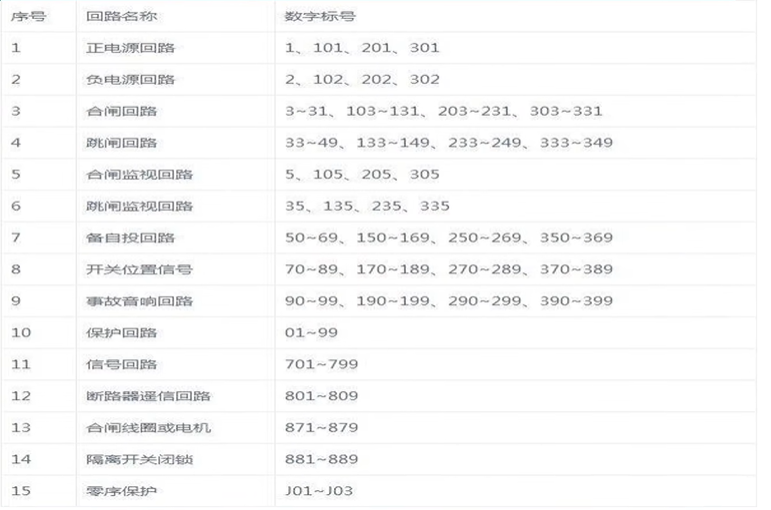 序号 回路名称 数字标号
1 正电源回路 1、101、201、301
2 负电源回路 2、102、202、302
3 合闸回路 3~31、103~131、203~231、303~331
4 跳闸回路 33~49、133~149、233~249、333~349
5 合闸监视回路 5、105、205、305
6 跳闸监视回路 35、135、235、335
7 备自投回路 50~69、150~169、250~269、350~369
8 开关位置信号 70~89、170~189、270~289、370~389
9 事故音响回路 90~99、190~199、290~299、390~399
10 保护回路 01~99
11 信号回路 701~799
12 断路器遥信回路 801~809
13 合闸线圈或电机 871~879
14 隔离开关闭锁 881~889
15 零序保护 J01~J03